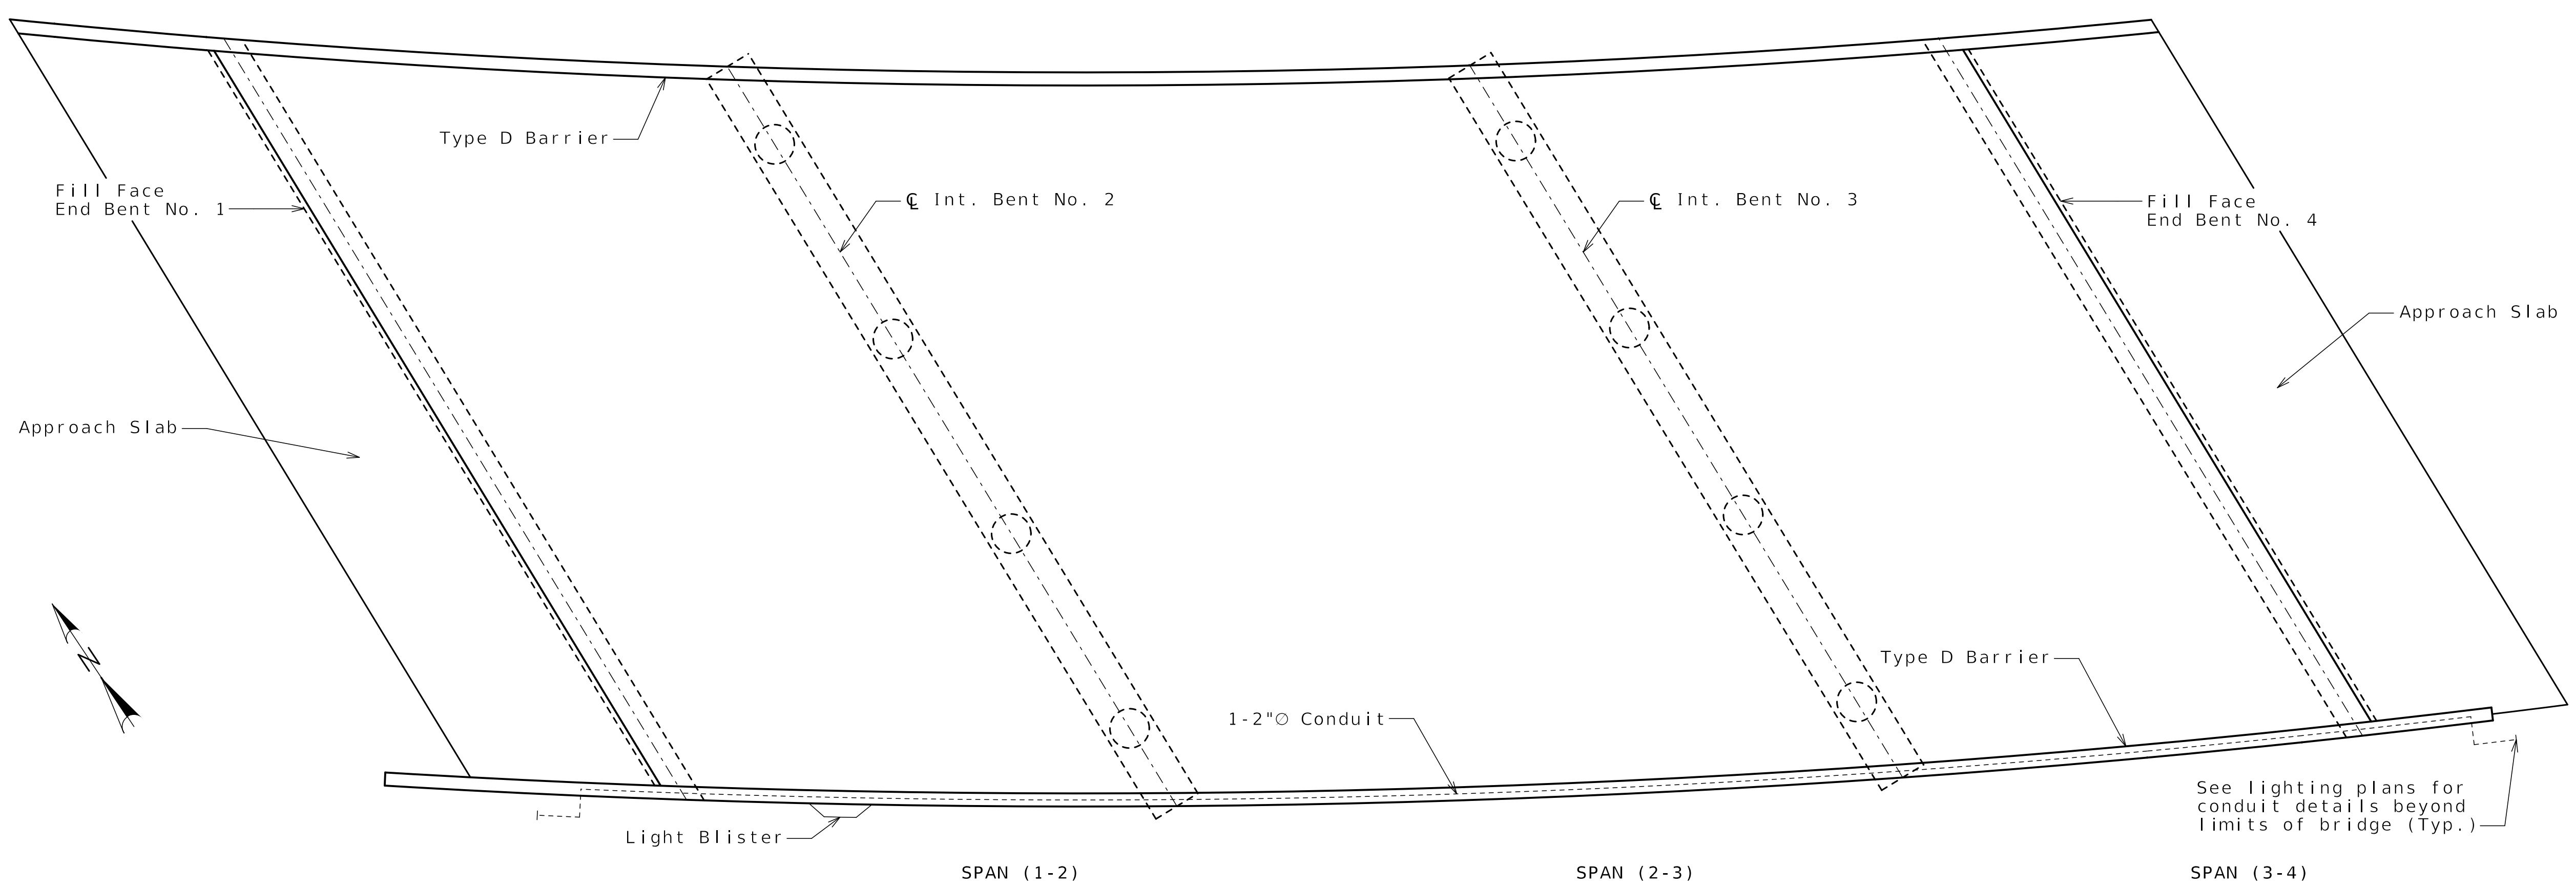 Type D Barrier
Fill Face
End Bent No. 1
℄ Int. Bent No. 2
℄ Int. Bent No. 3
Fill Face
End Bent No. 4
Approach Slab
Approach Slab
N
Type D Barrier
1-2"∅ Conduit
See lighting plans for
conduit details beyond
limits of bridge (Typ.)
Light Blister
SPAN (1-2)
SPAN (2-3)
SPAN (3-4)